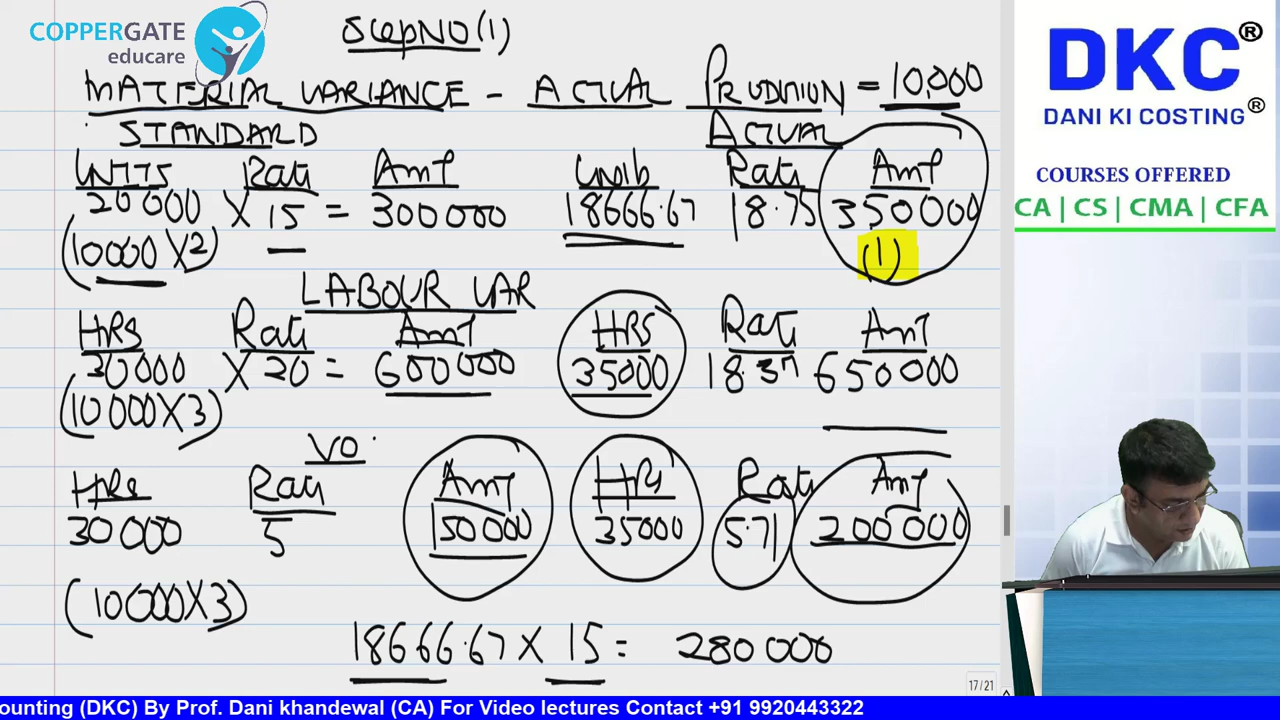 COPPERGATE
educare
StepNO (1)
MATERIAL VARIANCE - ACTUAL PRUDUTION = 10,000
STANDARD ACTUAL
UNITS Rate Amt Units Rate Amt
20000 X 15 = 300000 18666.67 18.75 350000
(10000 X 2) (1)
LABOUR VAR
HRS Rate Amt HRS Rate Amt
30000 X 20 = 600000 35000 18.57 650000
(10000 X 3)
VO.
HRs Rate Amt HRs Rate Amt
30000 5 150000 35000 5.71 200000
(10000 X 3)
18666.67 X 15 = 280000
17/21
DKC®
DANI KI COSTING®
COURSES OFFERED
CA | CS | CMA | CFA
ounting (DKC) By Prof. Dani khandewal (CA) For Video lectures Contact +91 9920443322